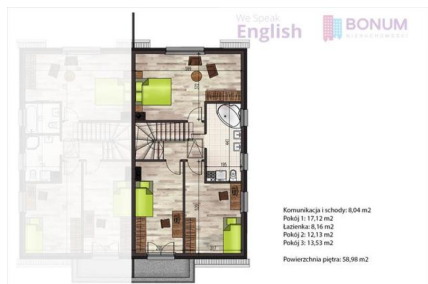 We Speak
English
BONUM
NIERUCHOMOŚCI
Komunikacja i schody: 8,04 m2
Pokój 1: 17,12 m2
Łazienka: 8,16 m2
Pokój 2: 12,13 m2
Pokój 3: 13,53 m2
Powierzchnia piętra: 58,98 m2